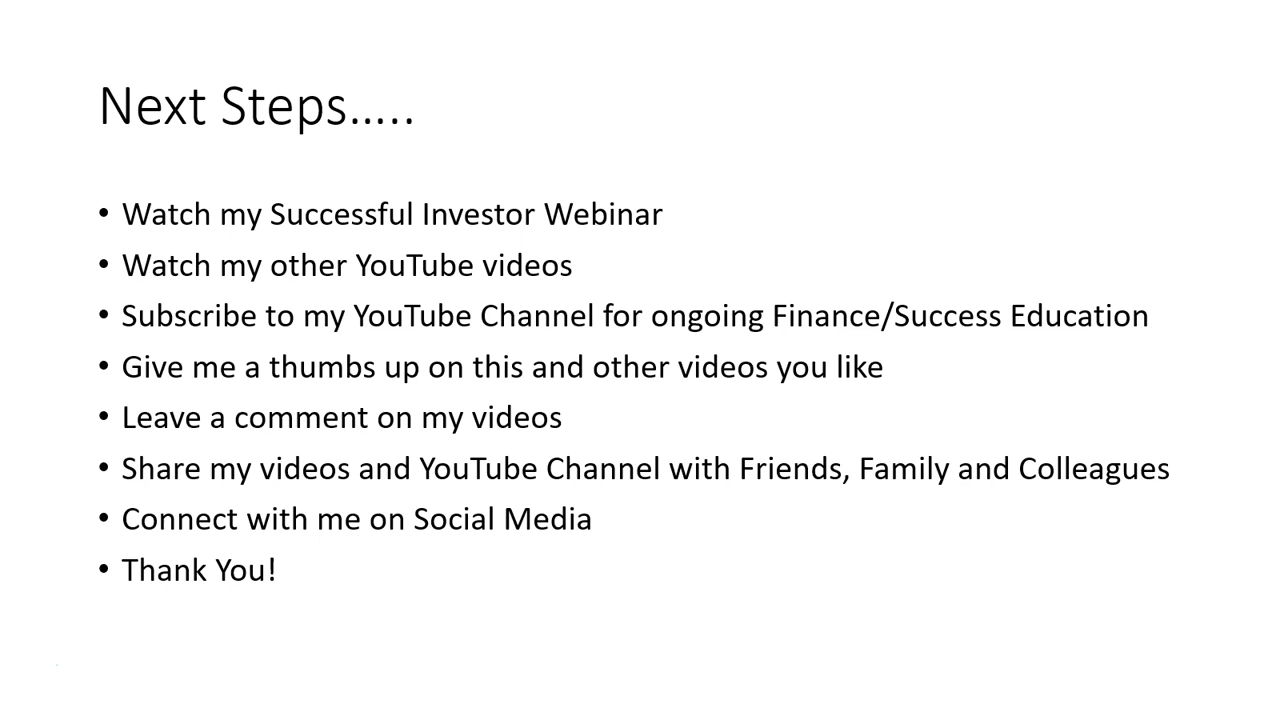 Next Steps.....
• Watch my Successful Investor Webinar
• Watch my other YouTube videos
• Subscribe to my YouTube Channel for ongoing Finance/Success Education
• Give me a thumbs up on this and other videos you like
• Leave a comment on my videos
• Share my videos and YouTube Channel with Friends, Family and Colleagues
• Connect with me on Social Media
• Thank You!